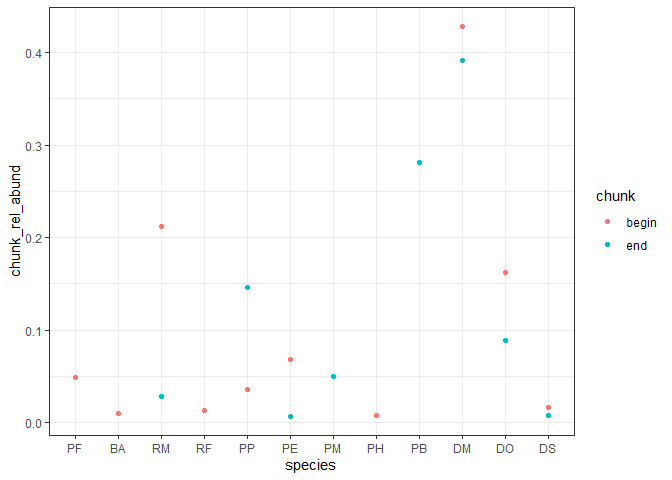 0.4
0.3
0.2
0.1
0.0
chunk_rel_abund
PF BA RM RF PP PE PM PH PB DM DO DS
species
chunk
begin
end